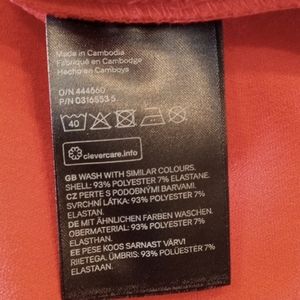 Made in Cambodia
Fabriqué en Cambodge
Hecho en Camboya
O/N 444660
P/N 0316553 5
40
clevercare.info
GB WASH WITH SIMILAR COLOURS.
SHELL: 93% POLYESTER 7% ELASTANE.
CZ PERTE S PODOBNÝMI BARVAMI.
SVRCHNÍ LÁTKA: 93% POLYESTER 7%
ELASTAN.
DE MIT ÄHNLICHEN FARBEN WASCHEN.
OBERMATERIAL: 93% POLYESTER 7%
ELASTHAN.
EE PESE KOOS SARNAST VÄRVI
RIIETEGA. ÜMBRIS: 93% POLÜESTER 7%
ELASTAAN.